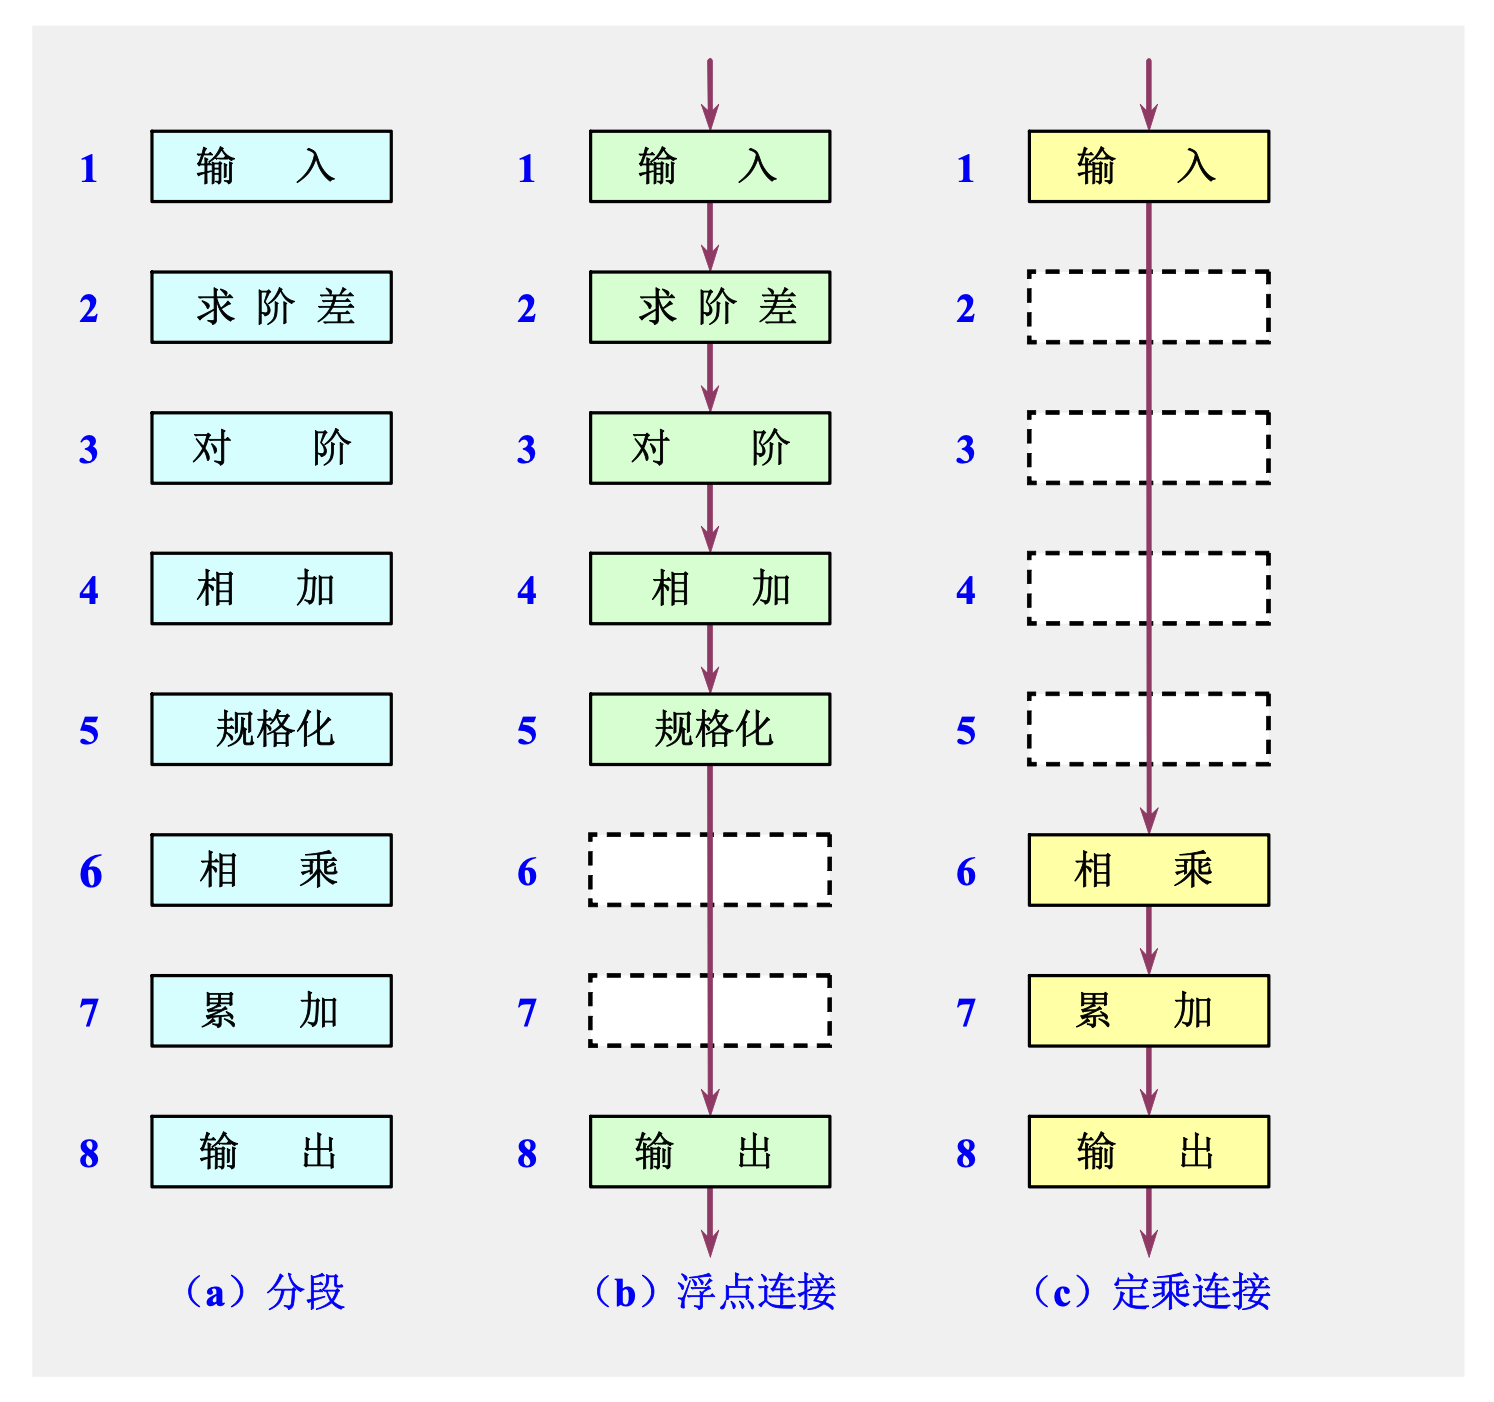 1 输 入 1 输 入 1 输 入
2 求 阶 差 2 求 阶 差 2
3 对 阶 3 对 阶 3
4 相 加 4 相 加 4
5 规格化 5 规格化 5
6 相 乘 6 6 相 乘
7 累 加 7 7 累 加
8 输 出 8 输 出 8 输 出
（a）分段 （b）浮点连接 （c）定乘连接